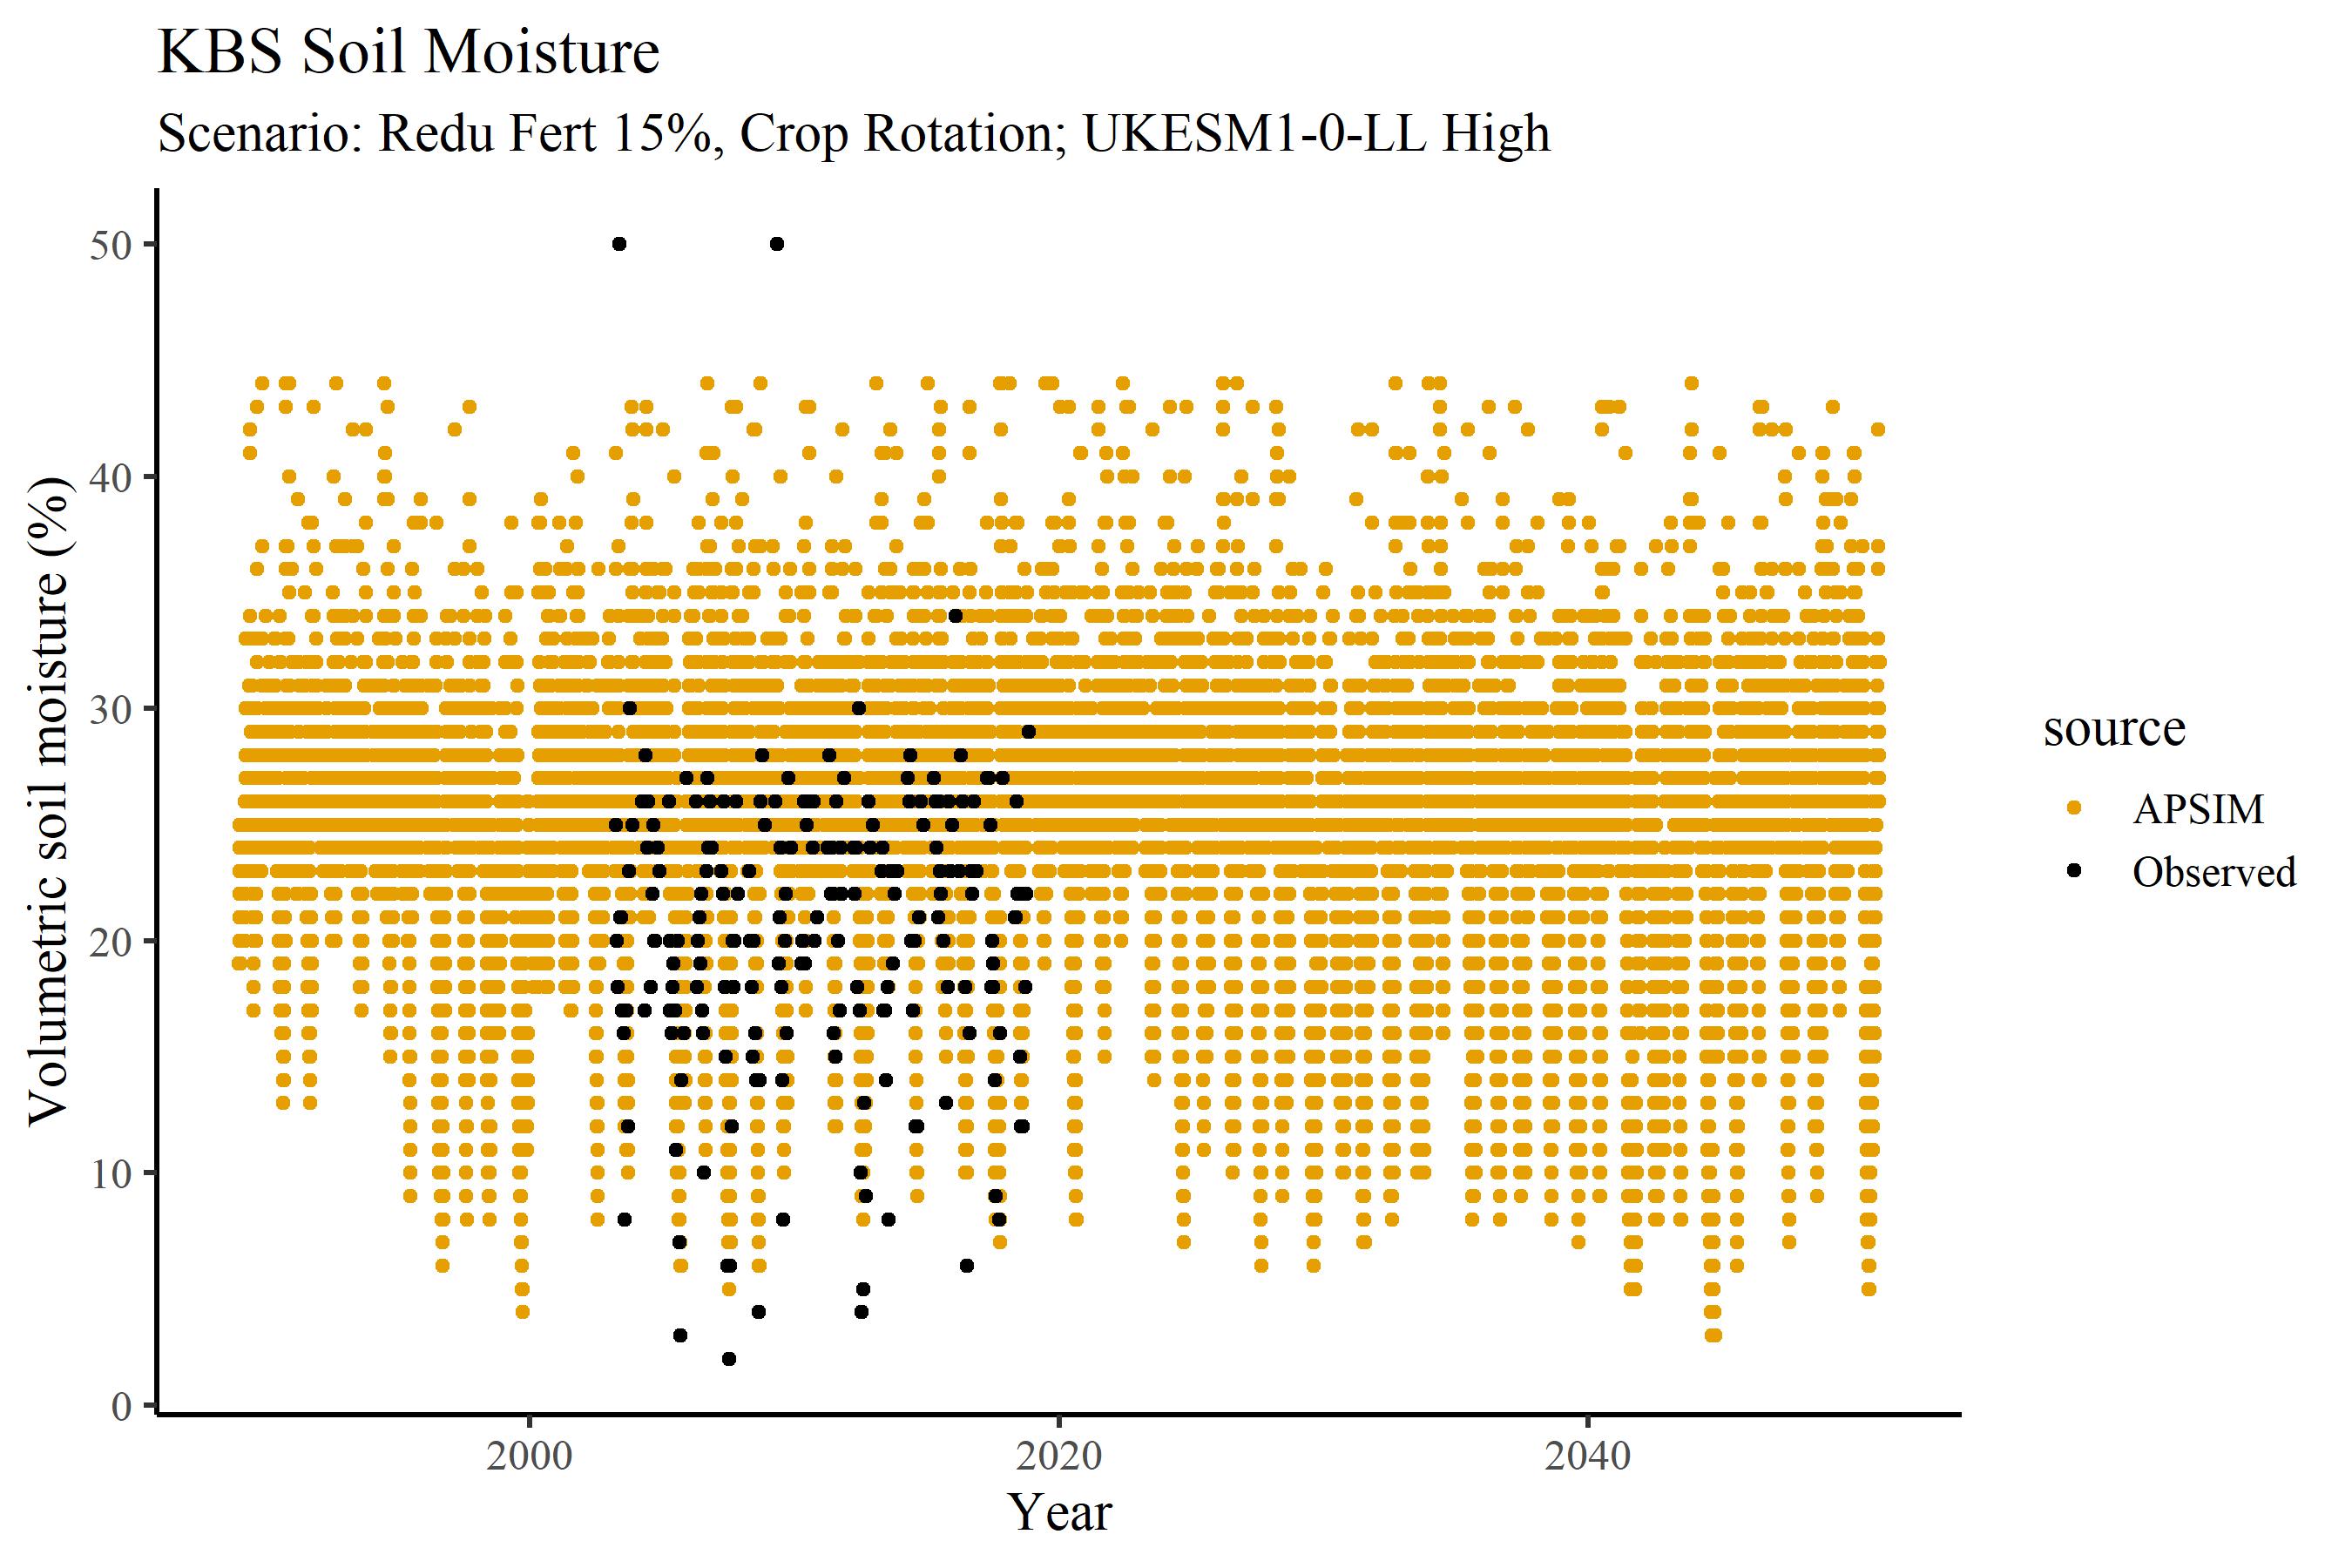 KBS Soil Moisture
Scenario: Redu Fert 15%, Crop Rotation; UKESM1-0-LL High
Volumetric soil moisture (%)
50
40
30
20
10
0
2000
2020
2040
Year
source
APSIM
Observed